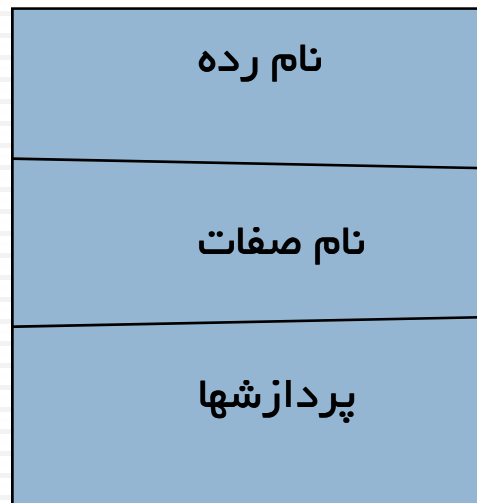 نام رده
نام صفات
پردازشها